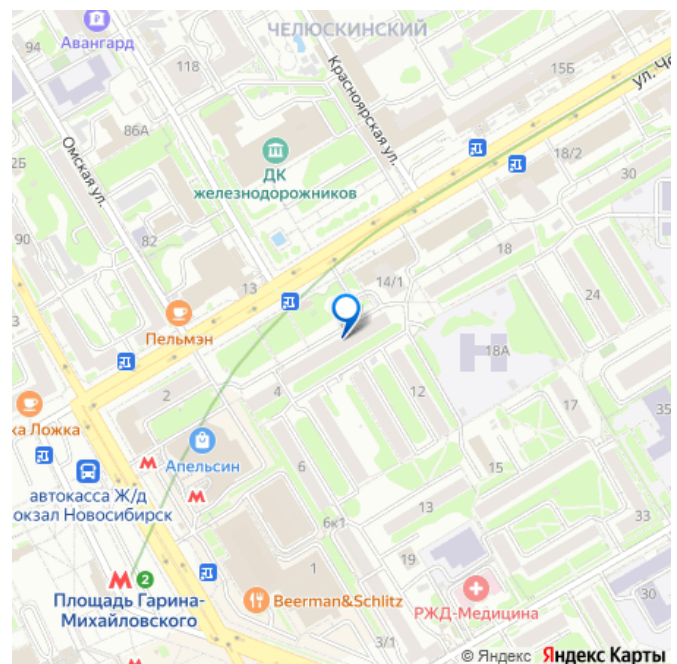 ЧЕЛЮСКИНСКИЙ
Авангард
94
118
Красноярская ул.
15Б
ул. Че
86А
Омская ул.
25
ДК
железнодорожников
18/2
30
90
82
18
13
14/1
24
3
Пельмэн
18А
2
4
12
ка Ложка
17
35
Апельсин
6
15
автокасса Ж/д
окзал Новосибирск
13
33
6к1
19
2
1
Площадь Гарина-
Михайловского
Beerman&Schlitz
РЖД-Медицина
30
3/1
© Яндекс Яндекс Карты